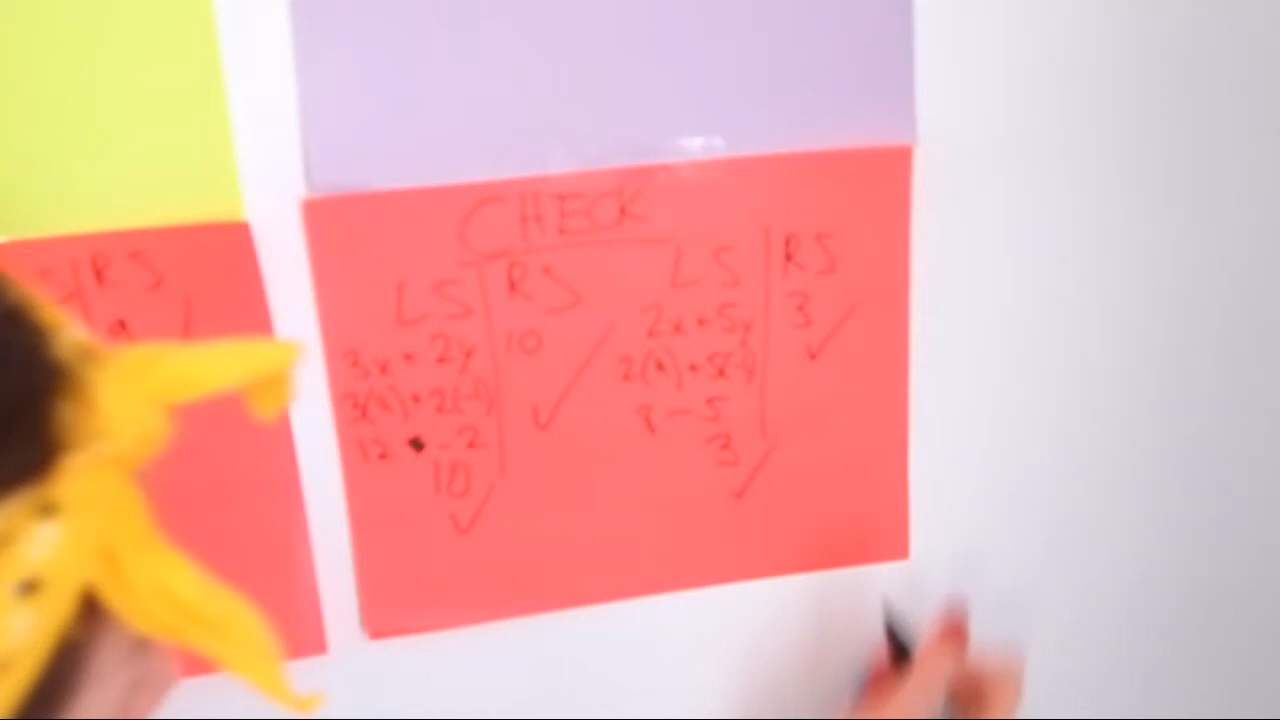 RS
CHECK
LS RS
3x + 2y 10
3(4) + 2(-1)
12 - 2
10
LS RS
2x + 5y 3
2(4) + 5(-1)
8 - 5
3